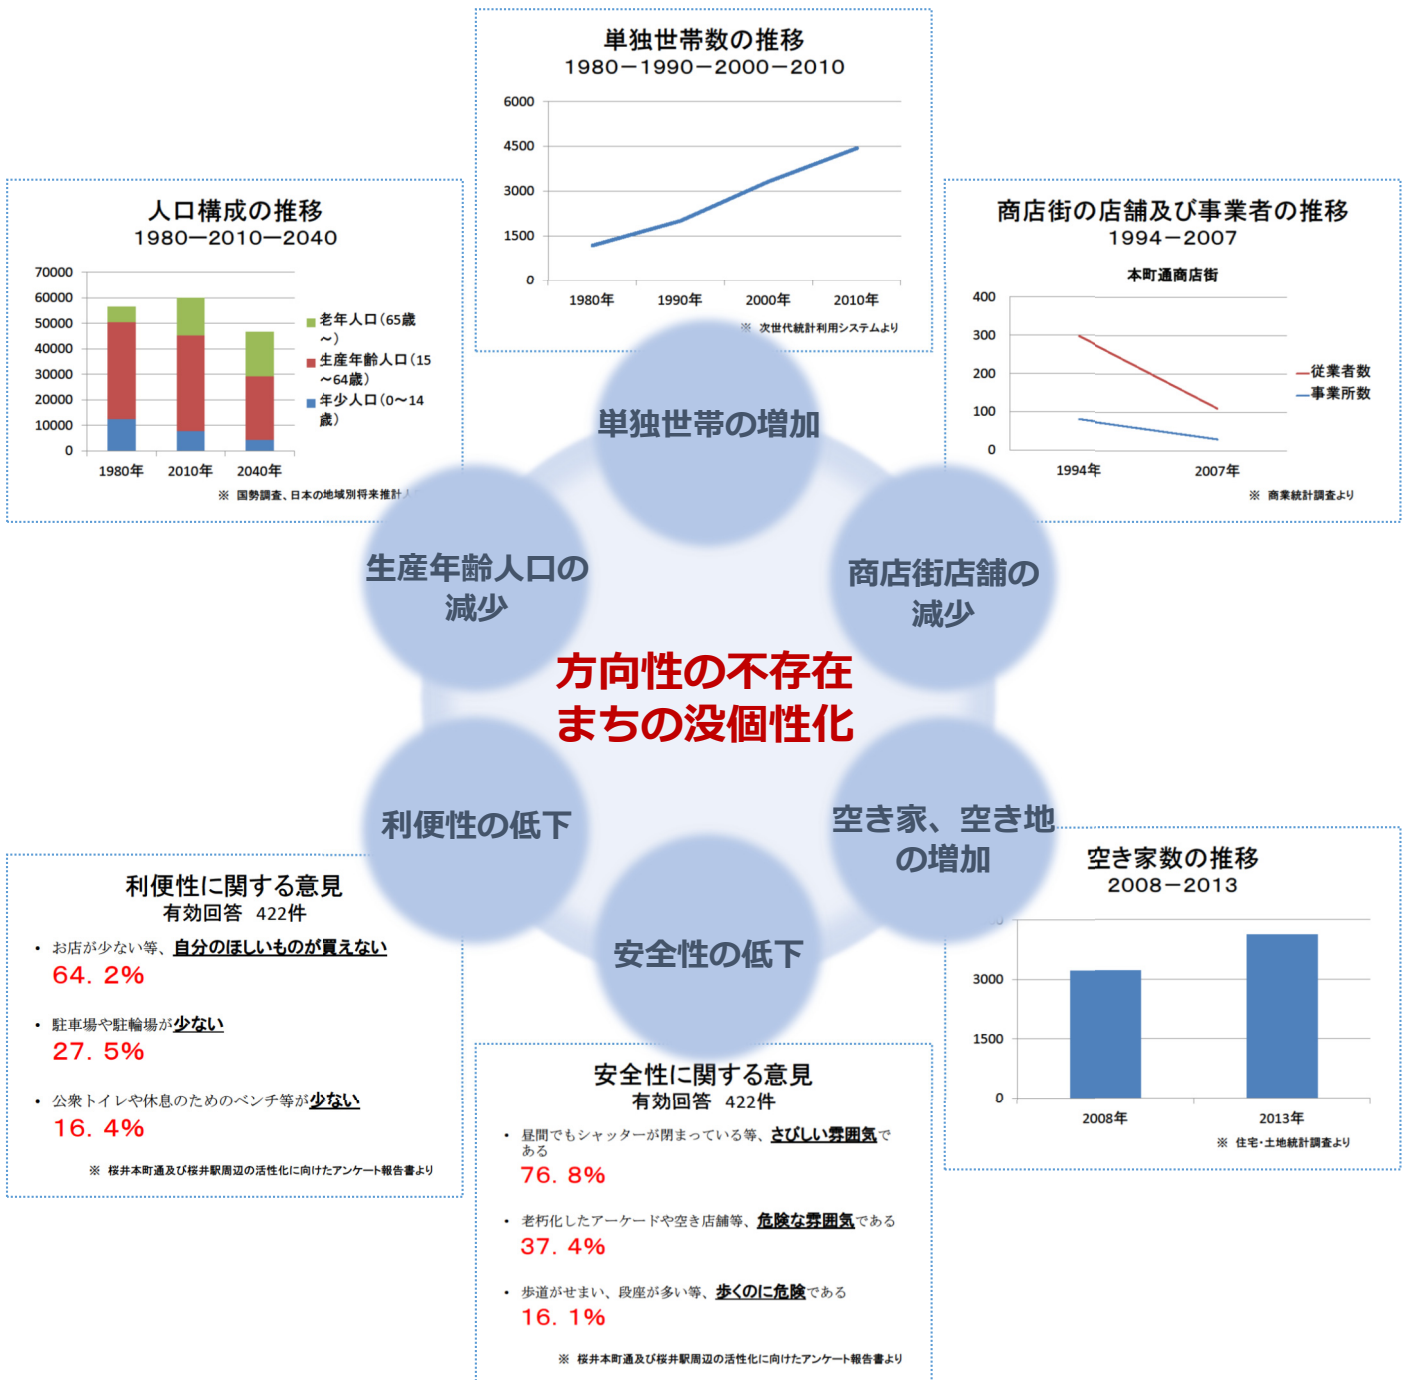 単独世帯数の推移
1980－1990－2000－2010
6000
4500
3000
1500
0
1980年
1990年
2000年
2010年
※ 次世代統計利用システムより
人口構成の推移
1980－2010－2040
70000
60000
50000
40000
30000
20000
10000
0
1980年
2010年
2040年
老年人口（65歳
～）
生産年齢人口（15
～64歳）
年少人口（0～14
歳）
※ 国勢調査、日本の地域別将来推計
商店街の店舗及び事業者の推移
1994－2007
本町通商店街
400
300
200
100
0
1994年
2007年
従業者数
事業所数
※ 商業統計調査より
単独世帯の増加
生産年齢人口の
減少
商店街店舗の
減少
方向性の不存在
まちの没個性化
利便性の低下
空き家、空き地
の増加
安全性の低下
利便性に関する意見
有効回答 422件
• お店が少ない等、自分のほしいものが買えない
64．2％
• 駐車場や駐輪場が少ない
27．5％
• 公衆トイレや休息のためのベンチ等が少ない
16．4％
※ 桜井本町通及び桜井駅周辺の活性化に向けたアンケート報告書より
安全性に関する意見
有効回答 422件
• 昼間でもシャッターが閉まっている等、さびしい雰囲気で
ある
76．8％
• 老朽化したアーケードや空き店舗等、危険な雰囲気である
37．4％
• 歩道がせまい、段座が多い等、歩くのに危険である
16．1％
※ 桜井本町通及び桜井駅周辺の活性化に向けたアンケート報告書より
空き家数の推移
2008－2013
3000
1500
0
2008年
2013年
※ 住宅・土地統計調査より